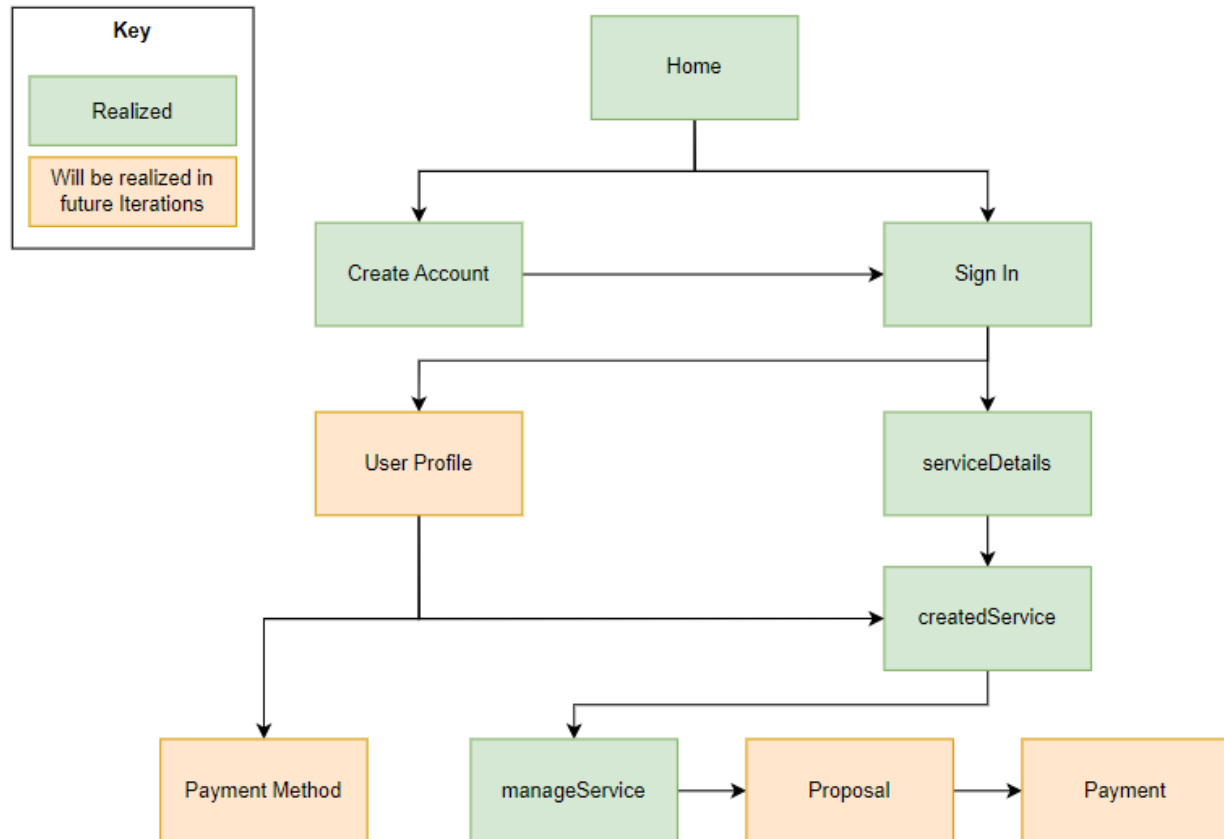 Key
Realized
Will be realized in
future Iterations
Home
Create Account
Sign In
User Profile
serviceDetails
createdService
Payment Method
manageService
Proposal
Payment